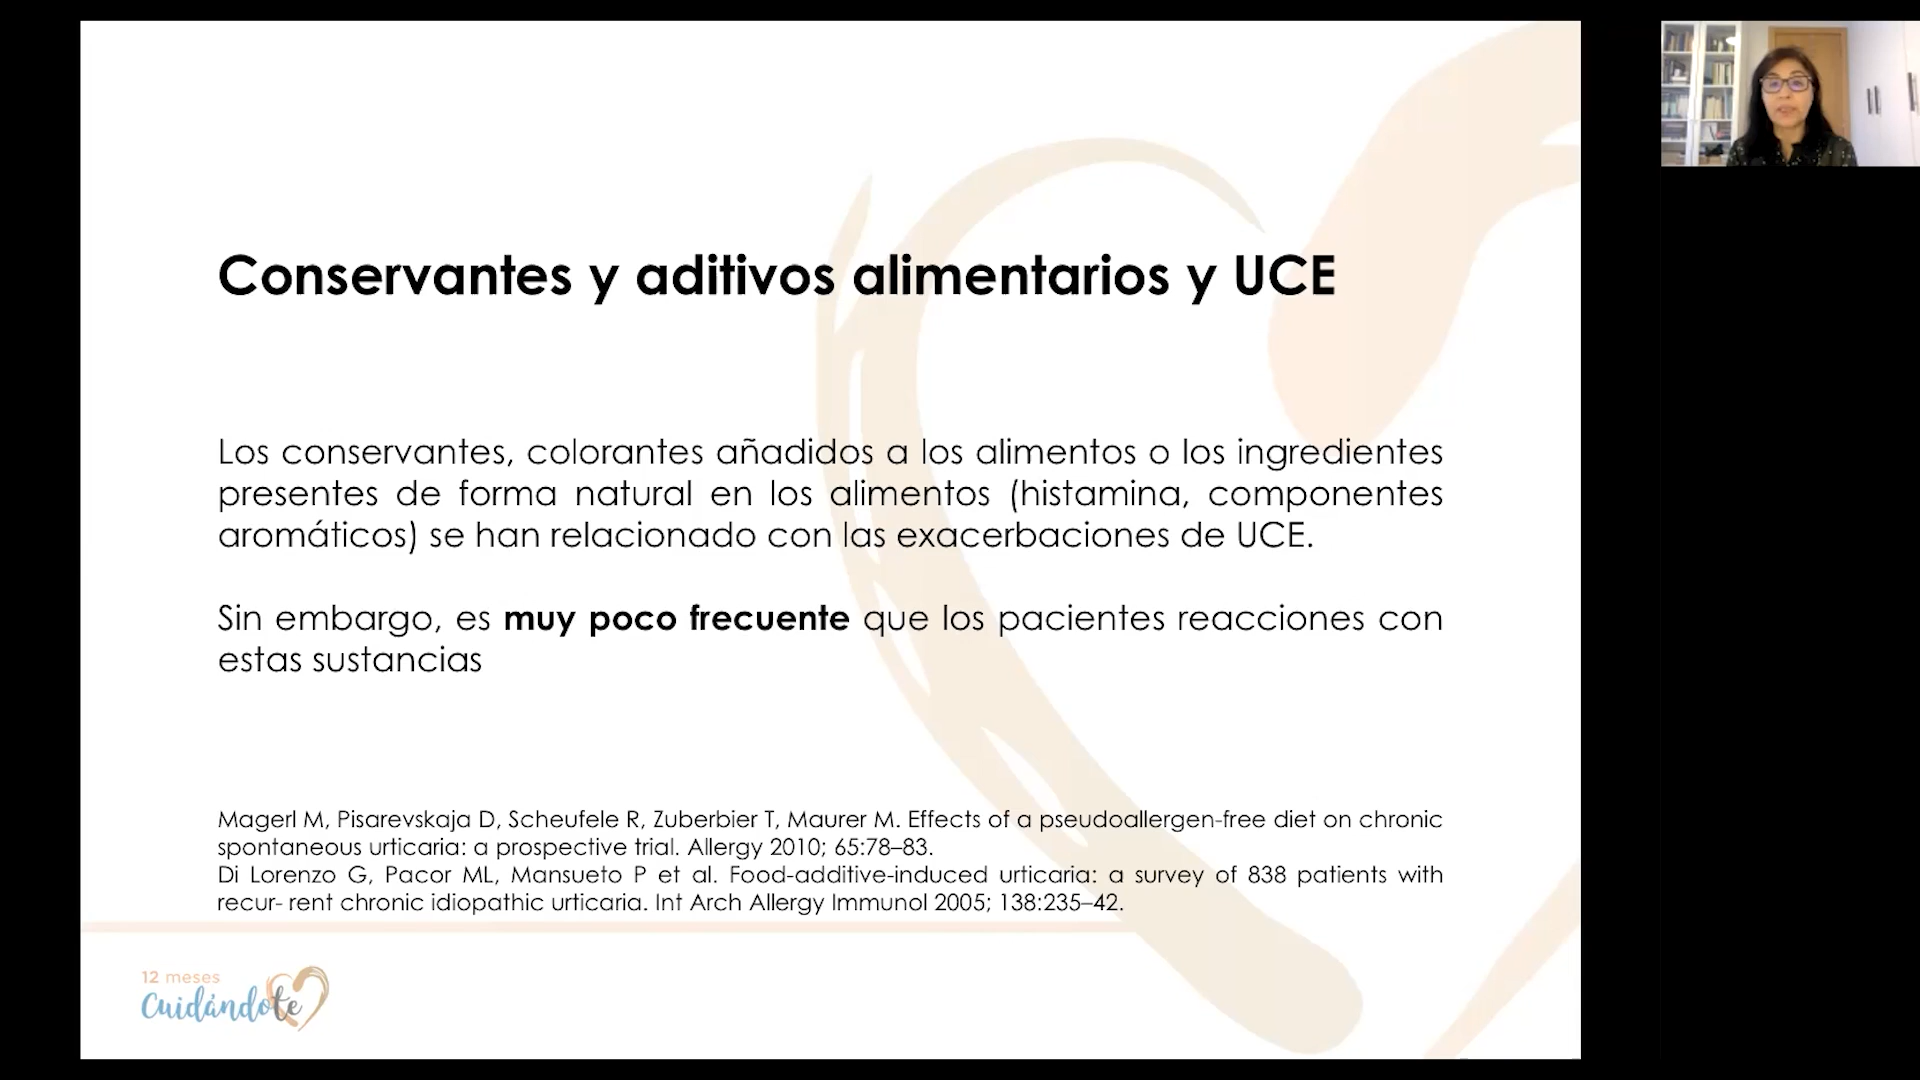 Conservantes y aditivos alimentarios y UCE
Los conservantes, colorantes añadidos a los alimentos o los ingredientes
presentes de forma natural en los alimentos (histamina, componentes
aromáticos) se han relacionado con las exacerbaciones de UCE.
Sin embargo, es muy poco frecuente que los pacientes reacciones con
estas sustancias
Magerl M, Pisarevskaja D, Scheufele R, Zuberbier T, Maurer M. Effects of a pseudoallergen-free diet on chronic
spontaneous urticaria: a prospective trial. Allergy 2010; 65:78–83.
Di Lorenzo G, Pacor ML, Mansueto P et al. Food-additive-induced urticaria: a survey of 838 patients with
recur- rent chronic idiopathic urticaria. Int Arch Allergy Immunol 2005; 138:235–42.
12 meses
Cuidándote